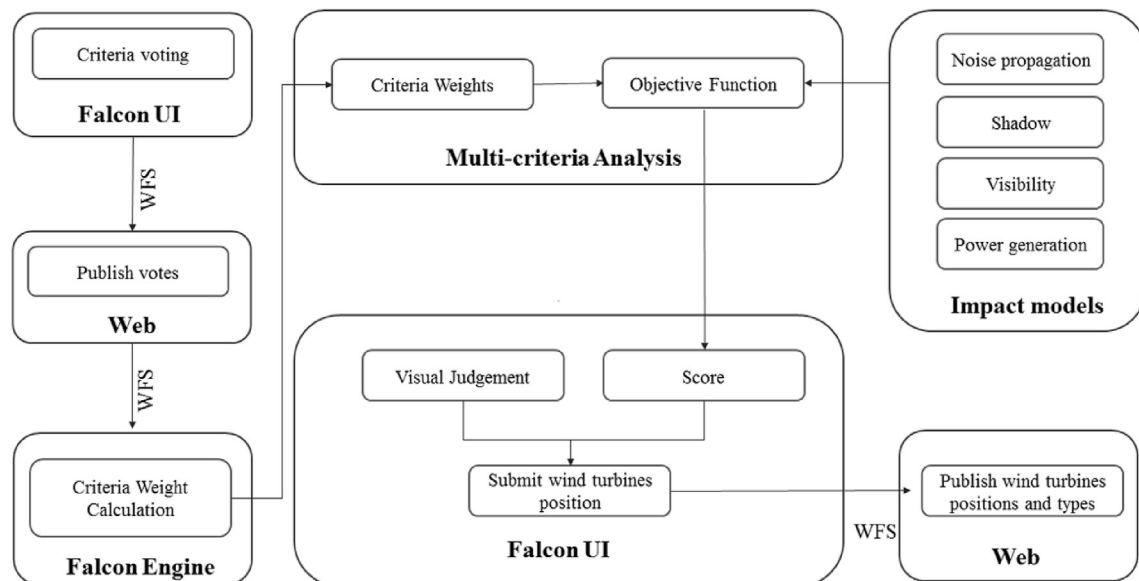 Criteria voting
Falcon UI
WFS
Publish votes
Web
WFS
Criteria Weight
Calculation
Falcon Engine
Criteria Weights
Objective Function
Multi-criteria Analysis
Noise propagation
Shadow
Visibility
Power generation
Impact models
Visual Judgement
Score
Submit wind turbines
position
Falcon UI
WFS
Publish wind turbines
positions and types
Web